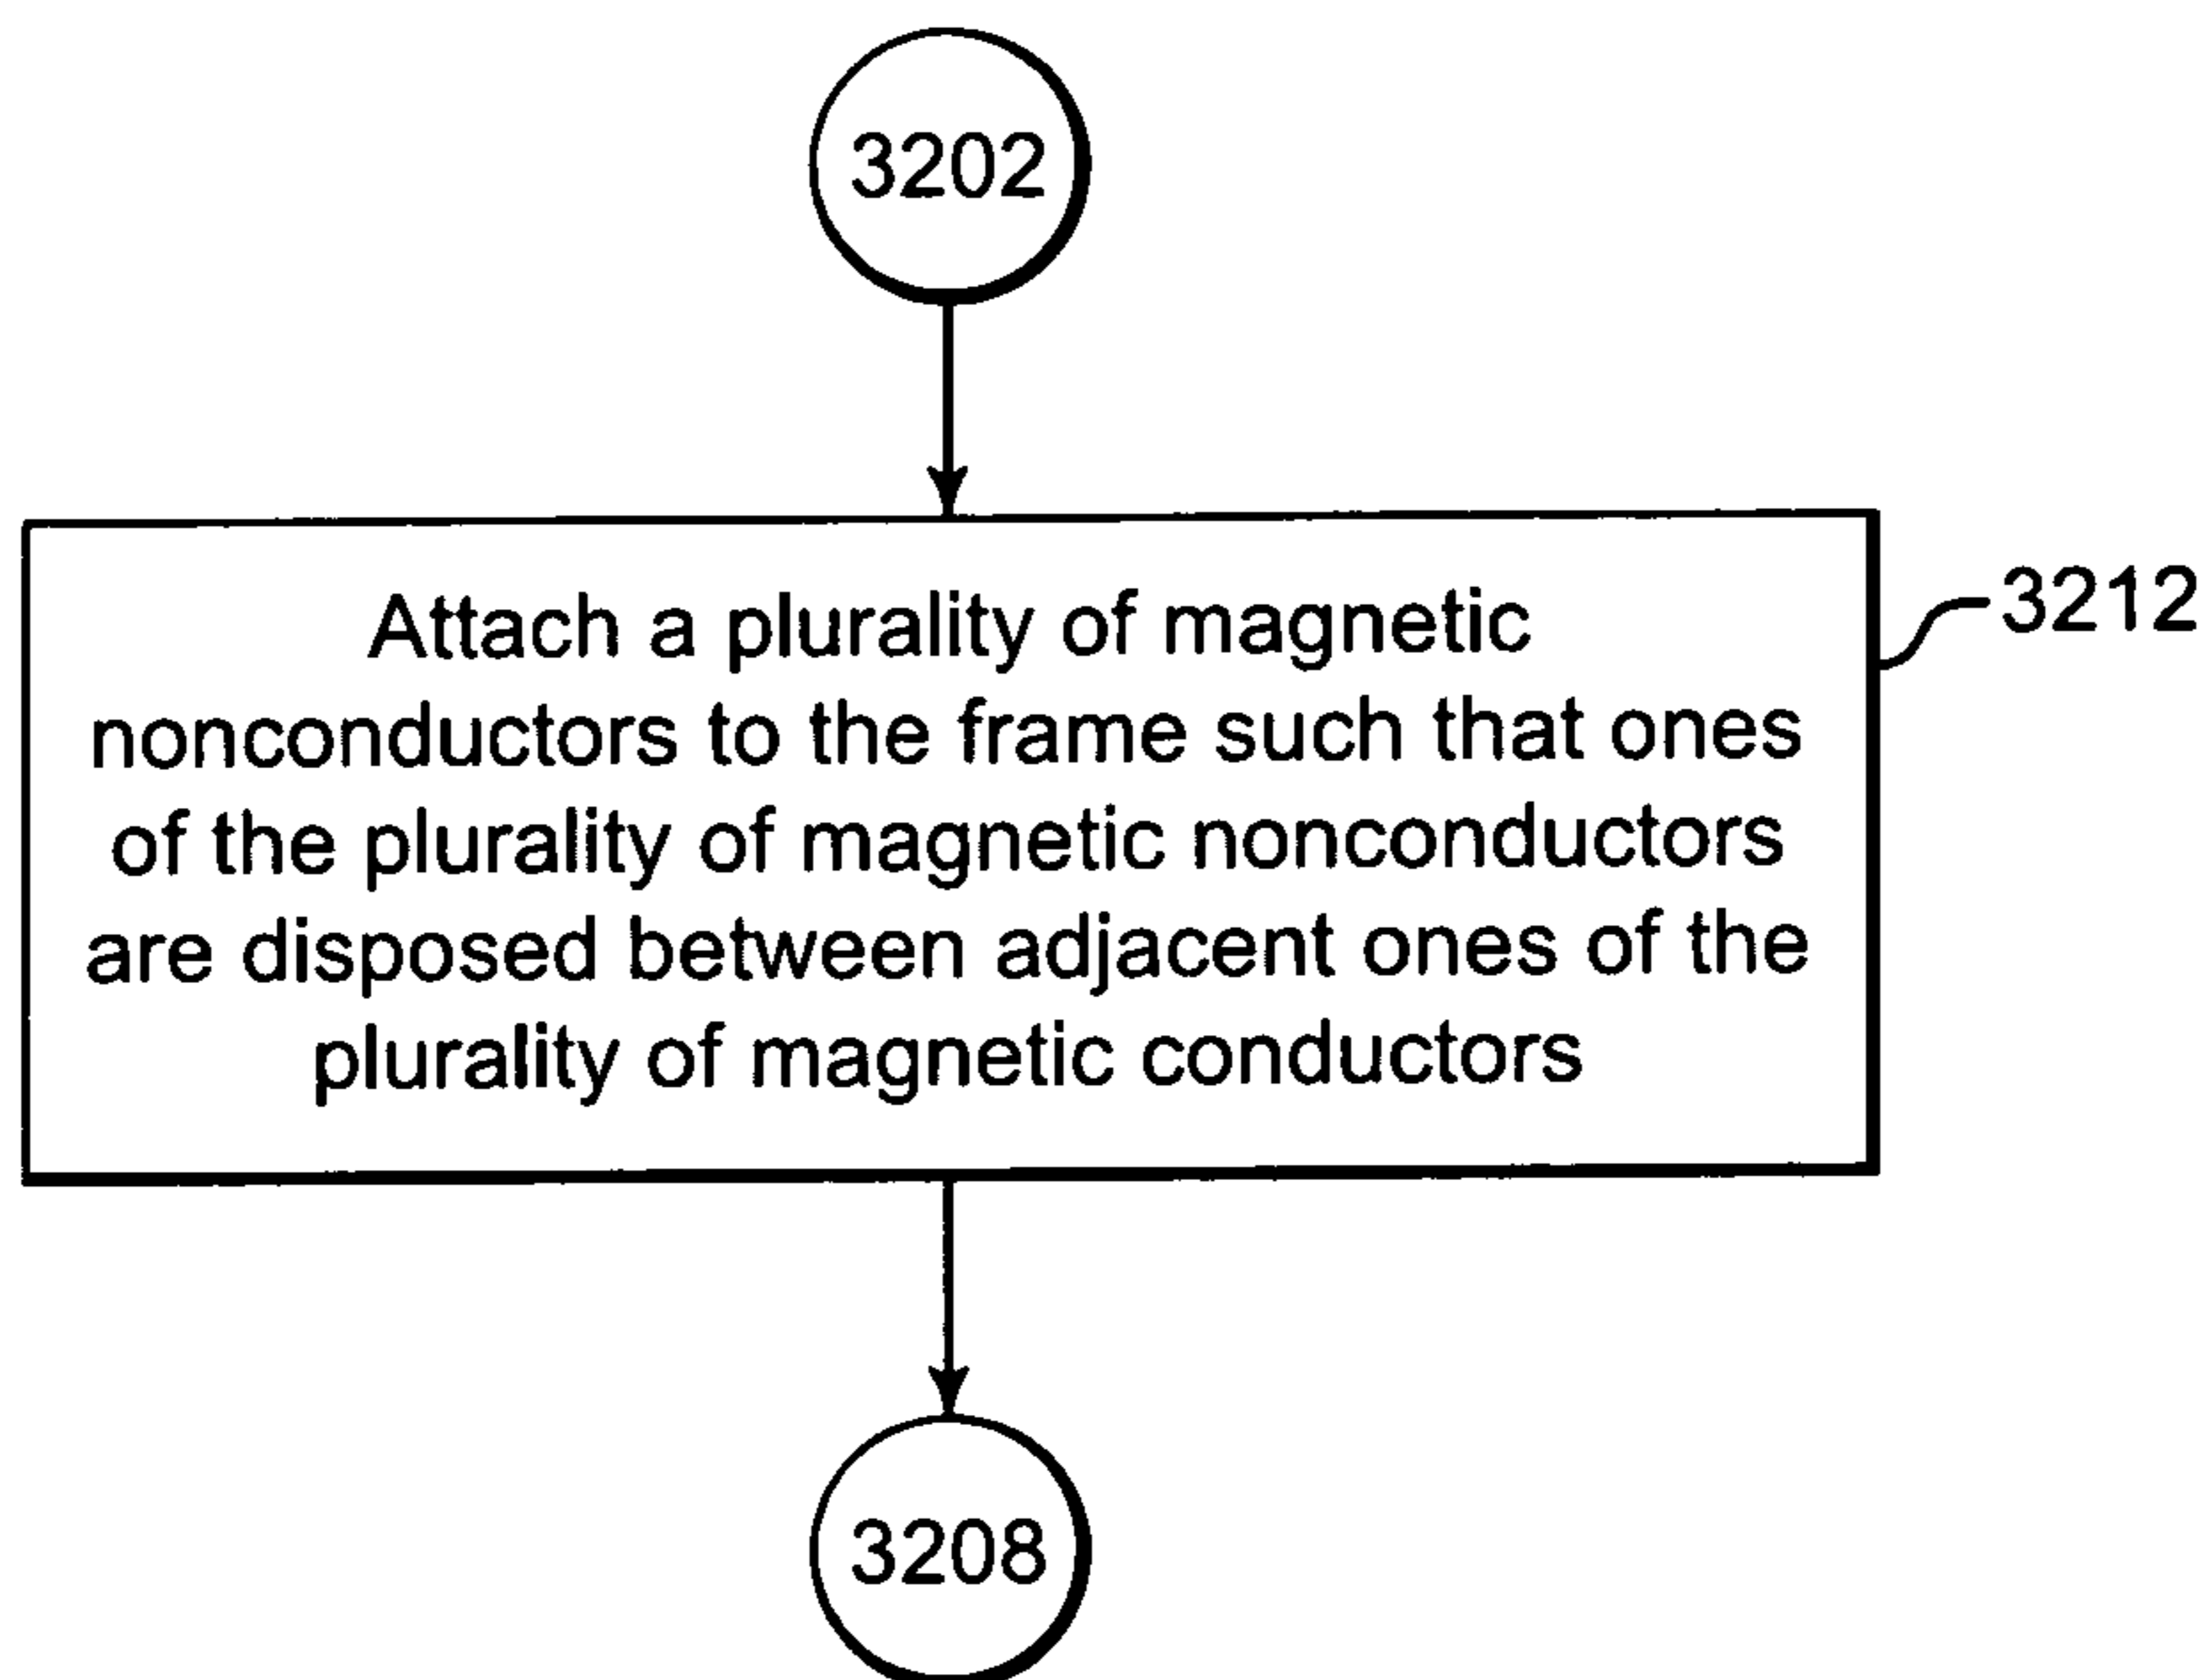 3202
Attach a plurality of magnetic
nonconductors to the frame such that ones
of the plurality of magnetic nonconductors
are disposed between adjacent ones of the
plurality of magnetic conductors
3212
3208